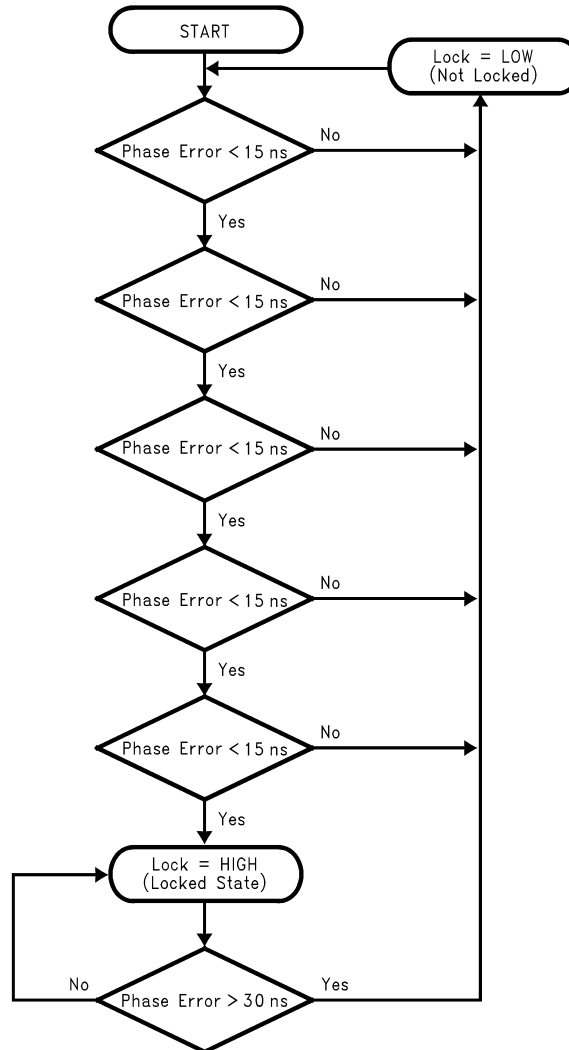 START
Lock = LOW
(Not Locked)
Phase Error < 15 ns
No
Yes
Phase Error < 15 ns
No
Yes
Phase Error < 15 ns
No
Yes
Phase Error < 15 ns
No
Yes
Phase Error < 15 ns
No
Yes
Lock = HIGH
(Locked State)
No
Phase Error > 30 ns
Yes